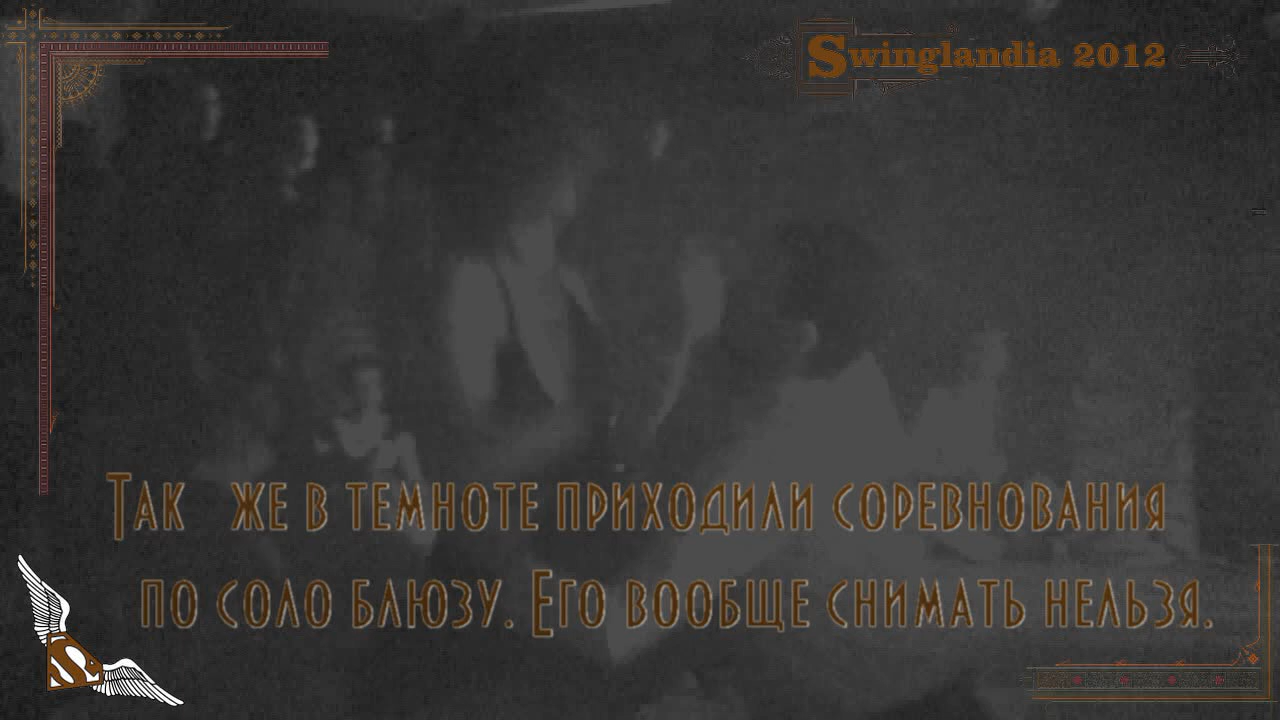 Swinglandia 2012
Так же в темноте приходили соревнования
по соло блюзу. Его вообще снимать нельзя.